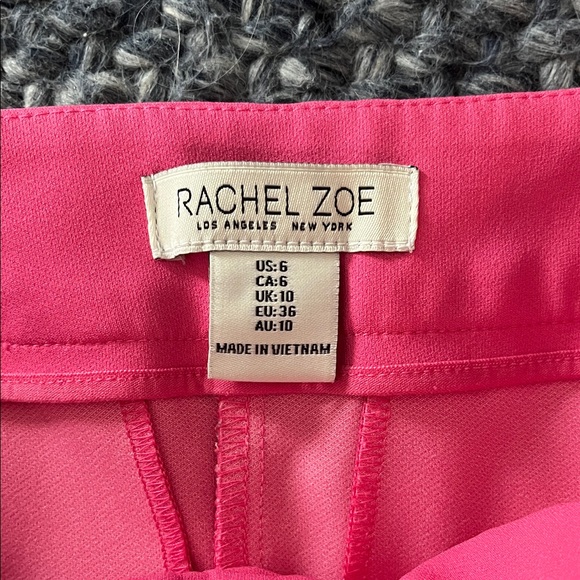 RACHEL ZOE
LOS ANGELES NEW YORK
US:6
CA:6
UK:10
EU:36
AU:10
MADE IN VIETNAM